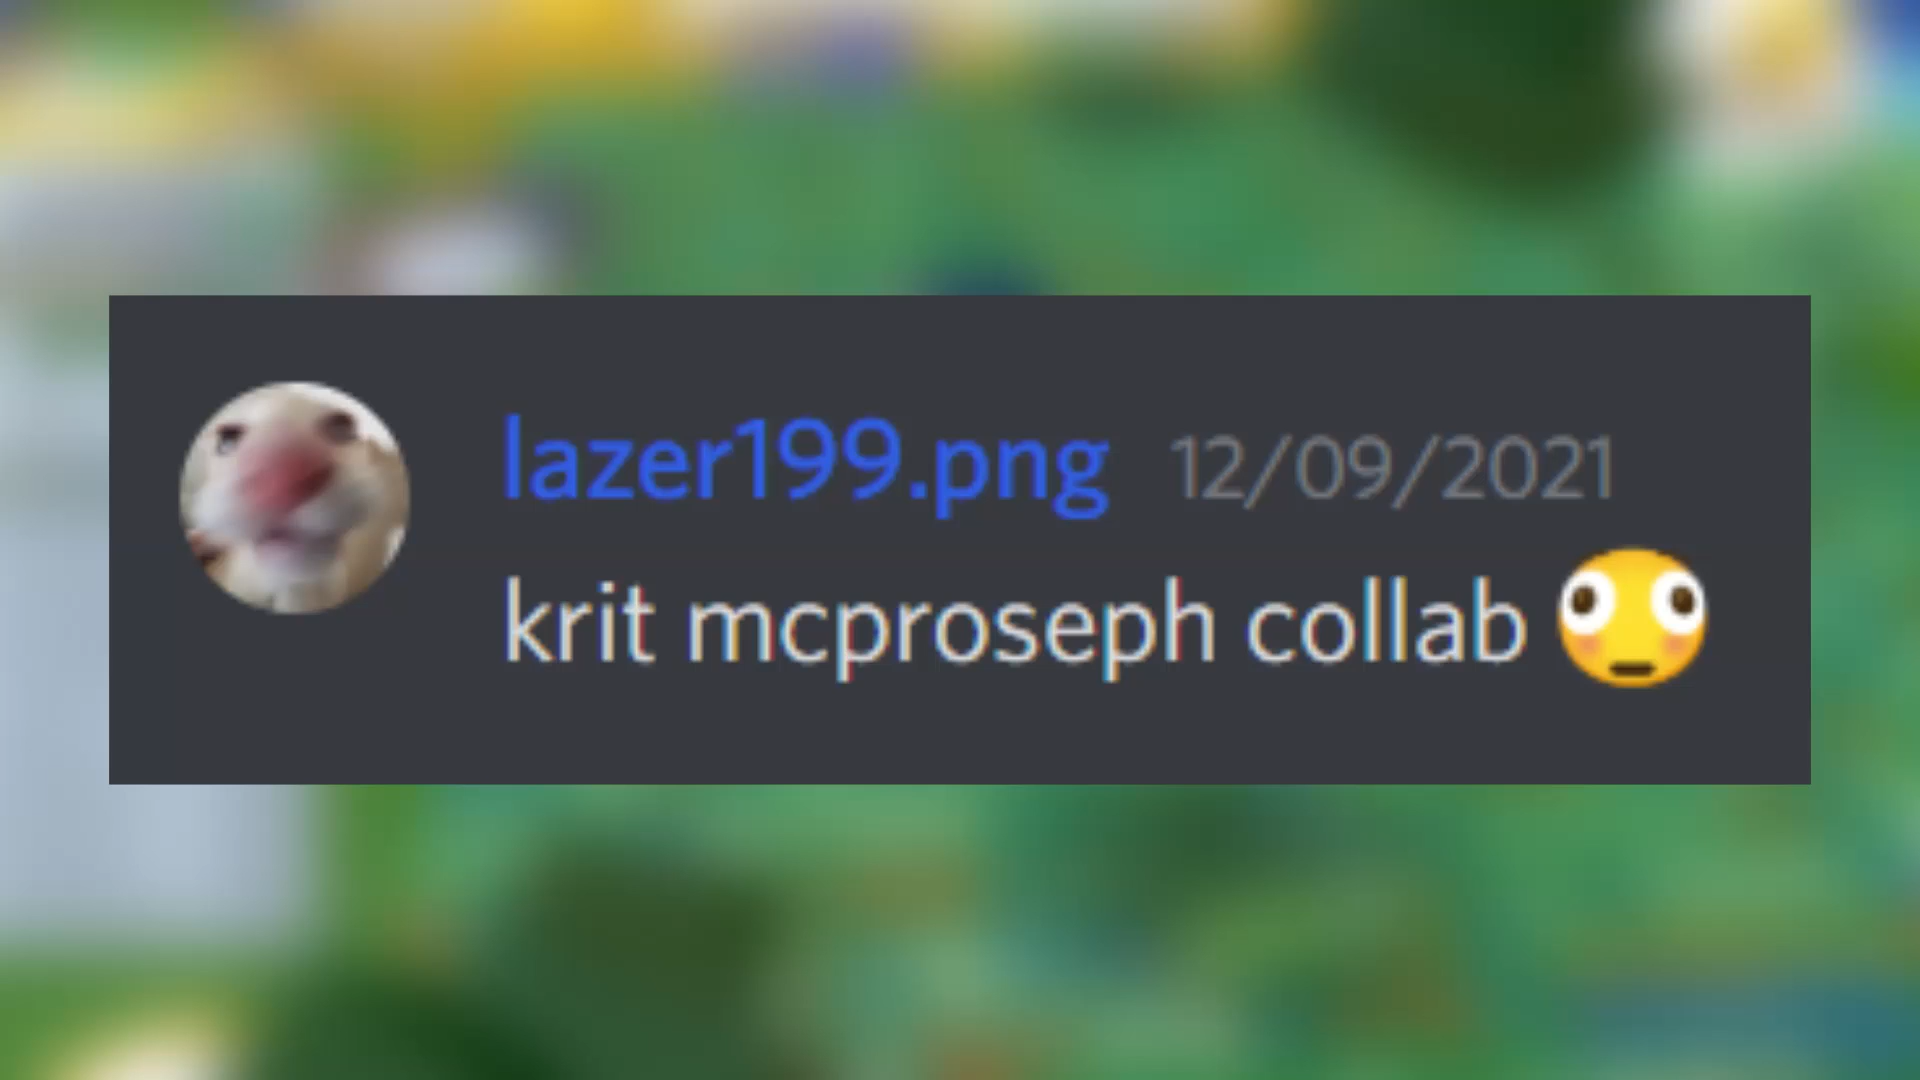 lazer199.png 12/09/2021
krit mcproseph collab 😳